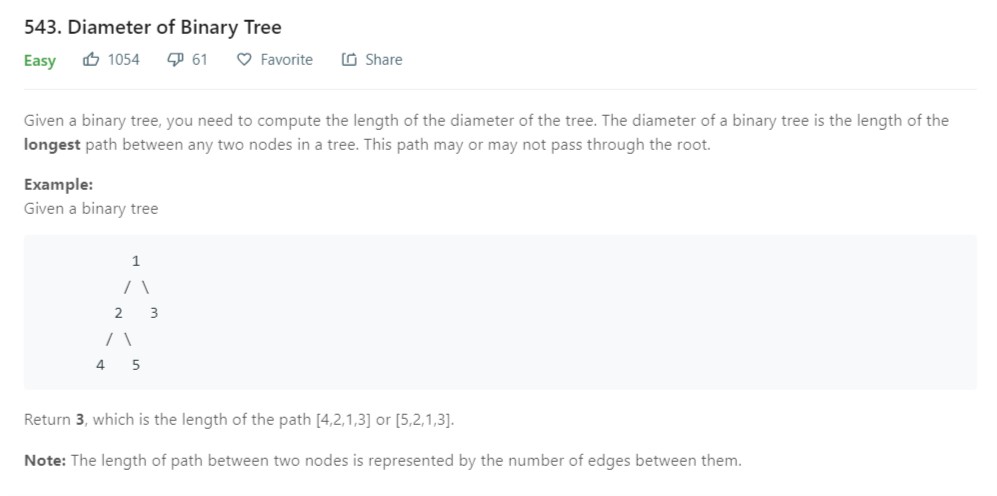 543. Diameter of Binary Tree
Easy 1054 61 Favorite Share
Given a binary tree, you need to compute the length of the diameter of the tree. The diameter of a binary tree is the length of the
longest path between any two nodes in a tree. This path may or may not pass through the root.
Example:
Given a binary tree
1
/ \
2 3
/ \
4 5
Return 3, which is the length of the path [4,2,1,3] or [5,2,1,3].
Note: The length of path between two nodes is represented by the number of edges between them.